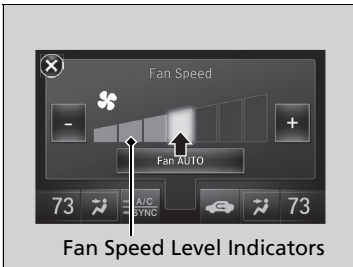 Fan Speed
-
+
Fan AUTO
73 A/C 73
SYNC
Fan Speed Level Indicators